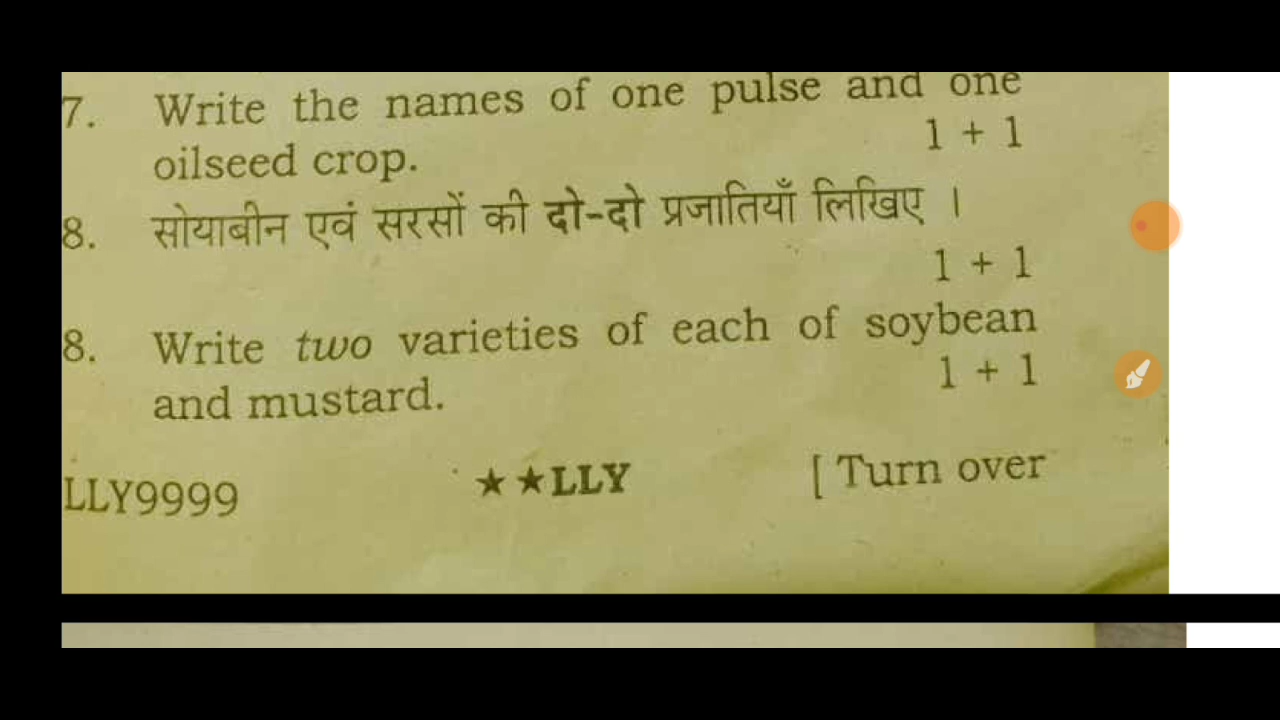 7. Write the names of one pulse and one
oilseed crop. 1 + 1
8. सोयाबीन एवं सरसों की दो-दो प्रजातियाँ लिखिए ।
1 + 1
8. Write two varieties of each of soybean
and mustard. 1 + 1
LLY9999 ★★LLY [ Turn over